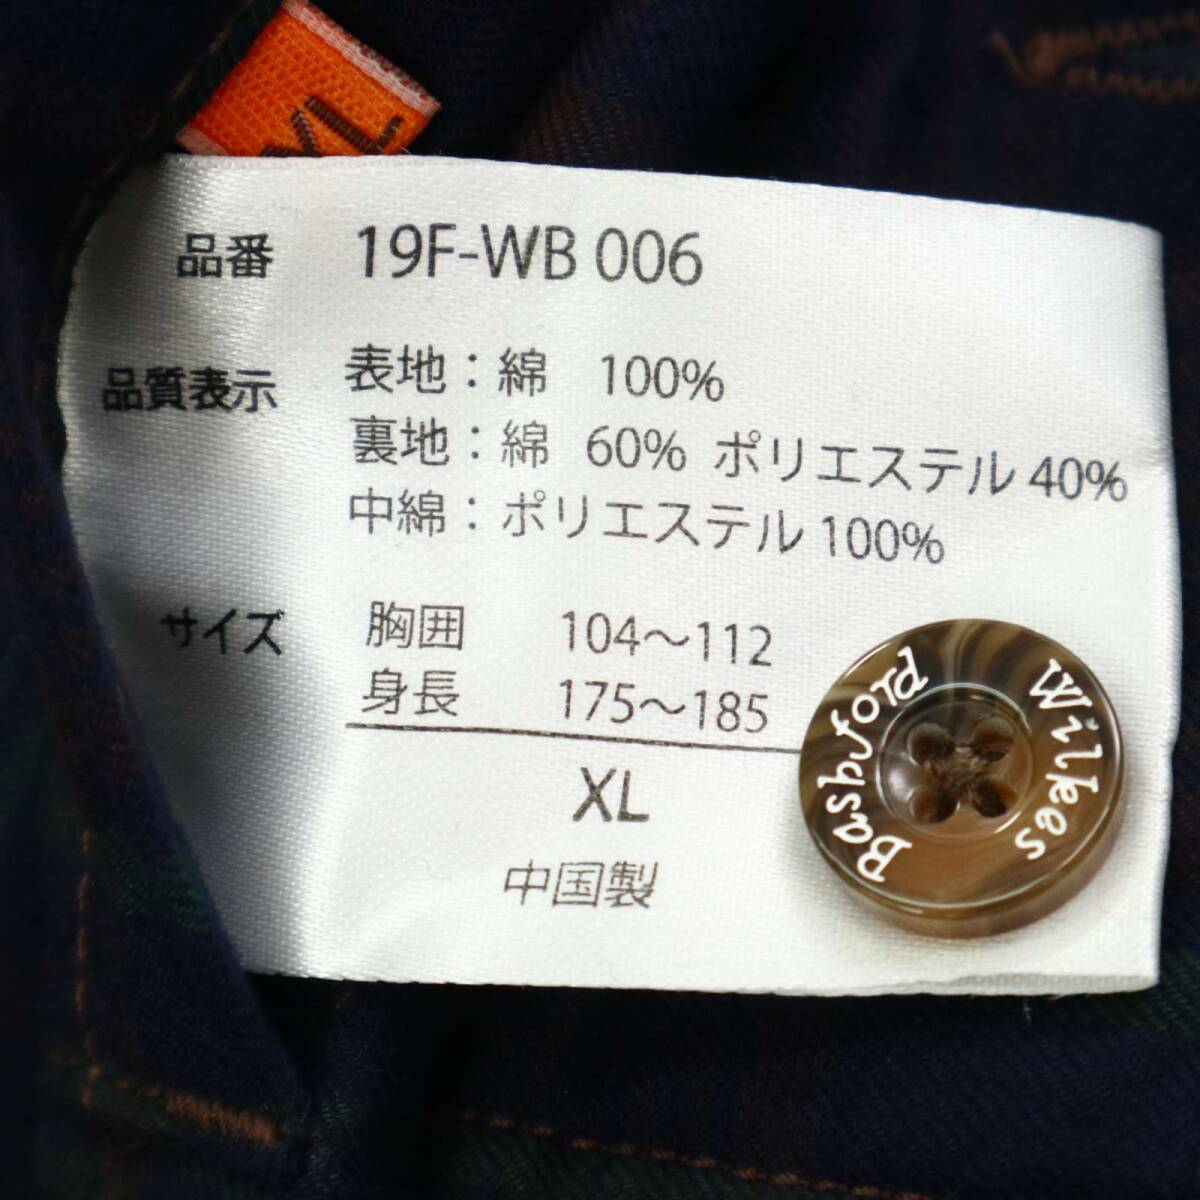 品番 19F-WB 006
品質表示 表地：綿 100%
裏地：綿 60% ポリエステル 40%
中綿：ポリエステル 100%
サイズ 胸囲 104～112
身長 175～185
XL
中国製
Wilkes
Bashford